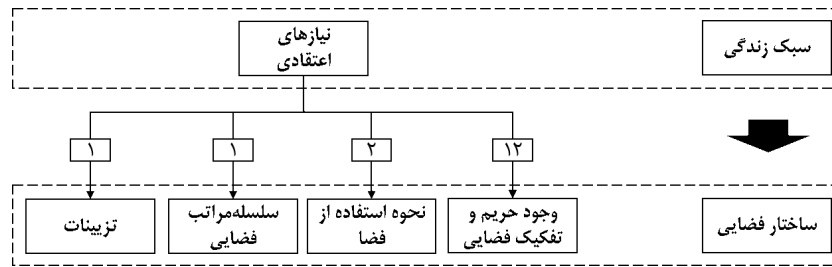 سبک زندگی
نیازهای
اعتقادی
۱۲
۲
۱
۱
ساختار فضایی
وجود حریم و
تفکیک فضایی
نحوه استفاده از
فضا
سلسله‌مراتب
فضایی
تزیینات